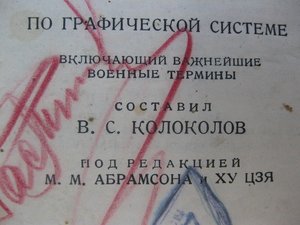 ПО ГРАФИЧЕСКОЙ СИСТЕМЕ
ВКЛЮЧАЮЩИЙ ВАЖНЕЙШИЕ
ВОЕННЫЕ ТЕРМИНЫ
СОСТАВИЛ
В. С. КОЛОКОЛОВ
ПОД РЕДАКЦИЕЙ
М. М. АБРАМСОНА и ХУ ЦЗЯ